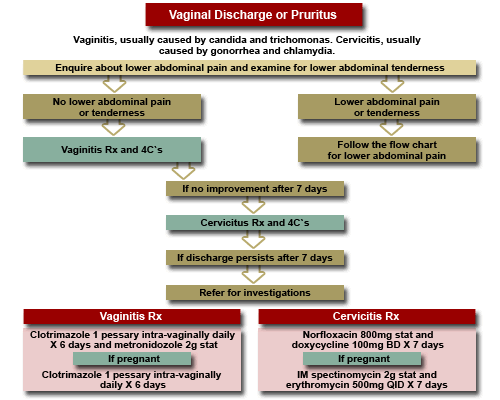 Vaginal Discharge or Pruritus
Vaginitis, usually caused by candida and trichomonas. Cervicitis, usually
caused by gonorrhea and chlamydia.
Enquire about lower abdominal pain and examine for lower abdominal tenderness
No lower abdominal pain
or tenderness
Lower abdominal pain
or tenderness
Vaginitis Rx and 4C`s
Follow the flow chart
for lower abdominal pain
If no improvement after 7 days
Cervicitus Rx and 4C`s
If discharge persists after 7 days
Refer for investigations
Vaginitis Rx
Clotrimazole 1 pessary intra-vaginally daily
X 6 days and metronidozole 2g stat
If pregnant
Clotrimazole 1 pessary intra-vaginally
daily X 6 days
Cervicitis Rx
Norfloxacin 800mg stat and
doxycycline 100mg BD X 7 days
If pregnant
IM spectinomycin 2g stat and
erythromycin 500mg QID X 7 days